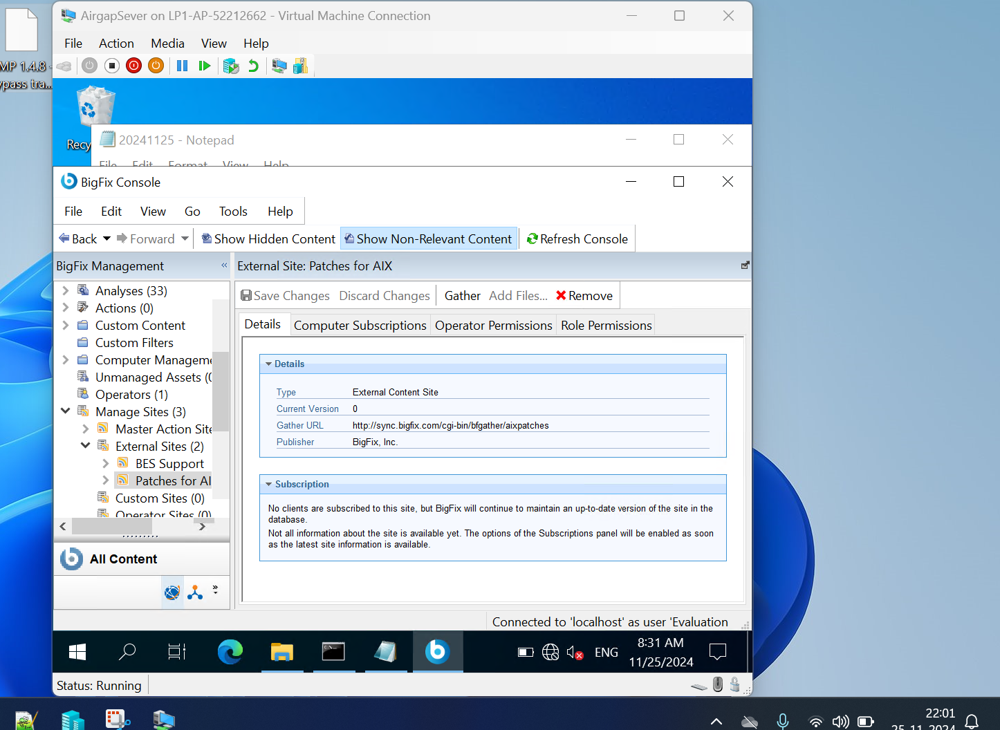 AirgapSever on LP1-AP-52212662 - Virtual Machine Connection
File Action Media View Help
MP 1.4.8 -
ypass tra...
Recy
20241125 - Notepad
File Edit Format View Help
BigFix Console
File Edit View Go Tools Help
Back Forward Show Hidden Content Show Non-Relevant Content Refresh Console
BigFix Management «
External Site: Patches for AIX
Analyses (33)
Actions (0)
Custom Content
Custom Filters
Computer Manageme
Unmanaged Assets (0
Operators (1)
Manage Sites (3)
Master Action Site
External Sites (2)
BES Support
Patches for AI
Custom Sites (0)
Operator Sites (0)
All Content
Save Changes Discard Changes Gather Add Files... Remove
Details Computer Subscriptions Operator Permissions Role Permissions
Details
Type External Content Site
Current Version 0
Gather URL http://sync.bigfix.com/cgi-bin/bfgather/aixpatches
Publisher BigFix, Inc.
Subscription
No clients are subscribed to this site, but BigFix will continue to maintain an up-to-date version of the site in the
database.
Not all information about the site is available yet. The options of the Subscriptions panel will be enabled as soon
as the latest site information is available.
Connected to 'localhost' as user 'Evaluation
ENG
8:31 AM
11/25/2024
Status: Running
22:01
25-11-2024